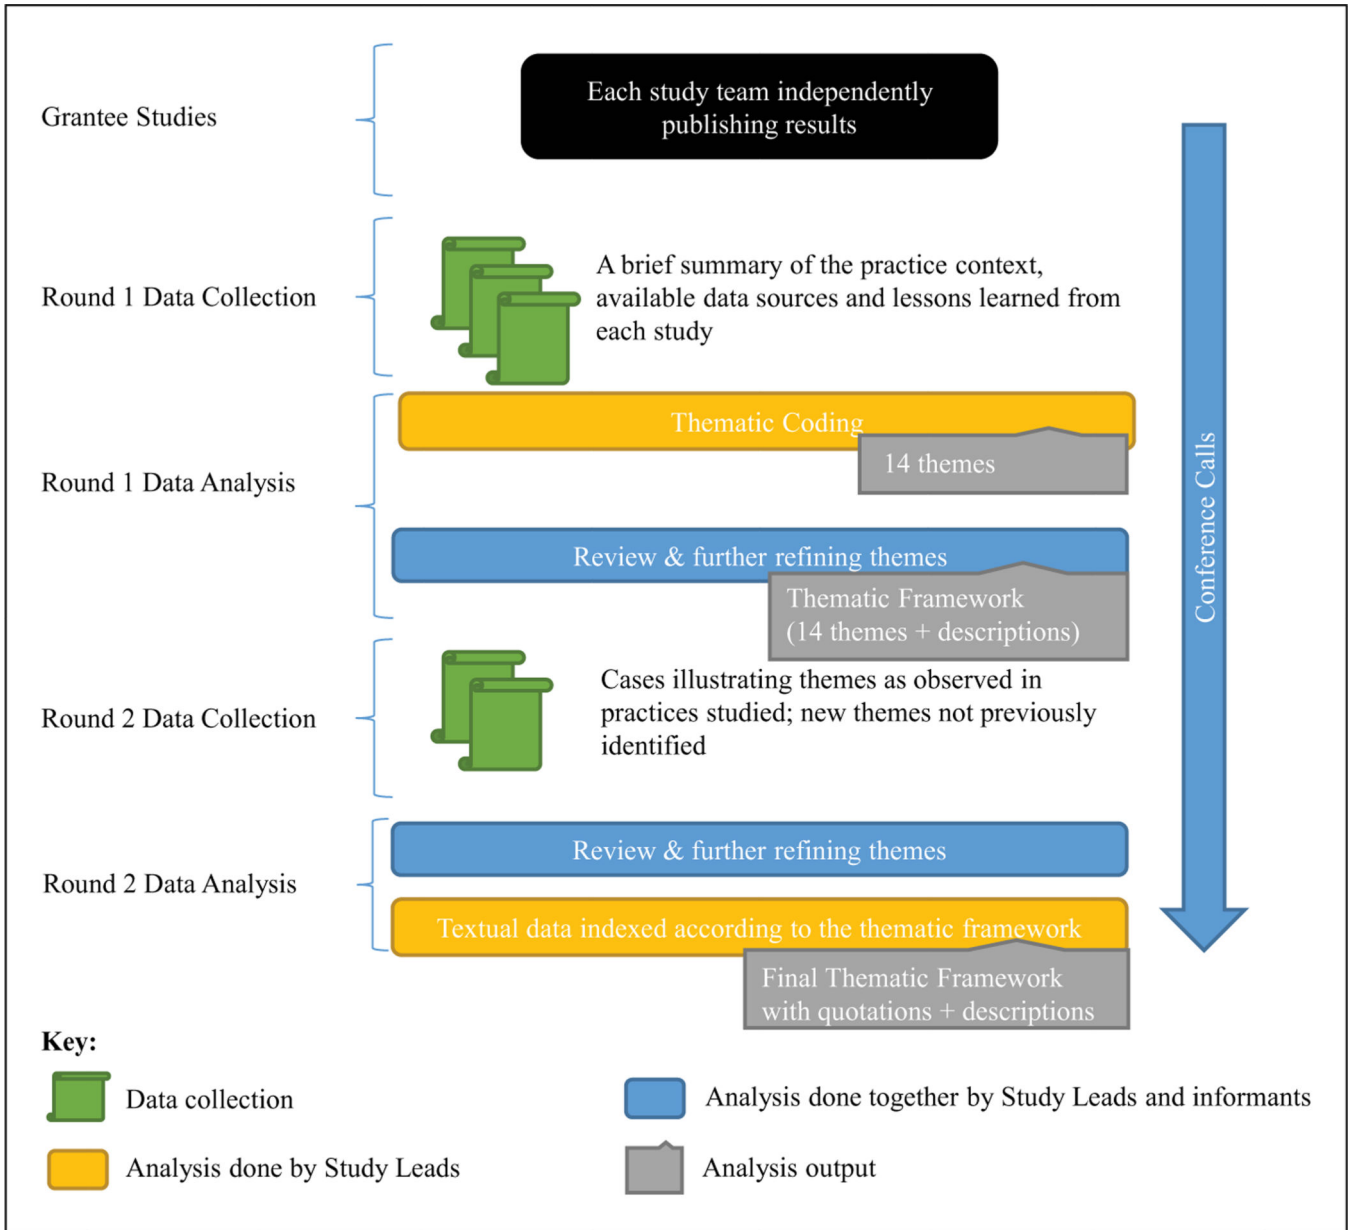 Grantee Studies
Each study team independently
publishing results
Round 1 Data Collection
A brief summary of the practice context,
available data sources and lessons learned from
each study
Round 1 Data Analysis
Thematic Coding
14 themes
Review & further refining themes
Thematic Framework
(14 themes + descriptions)
Round 2 Data Collection
Cases illustrating themes as observed in
practices studied; new themes not previously
identified
Round 2 Data Analysis
Review & further refining themes
Textual data indexed according to the thematic framework
Final Thematic Framework
with quotations + descriptions
Conference Calls
Key:
Data collection
Analysis done together by Study Leads and informants
Analysis done by Study Leads
Analysis output